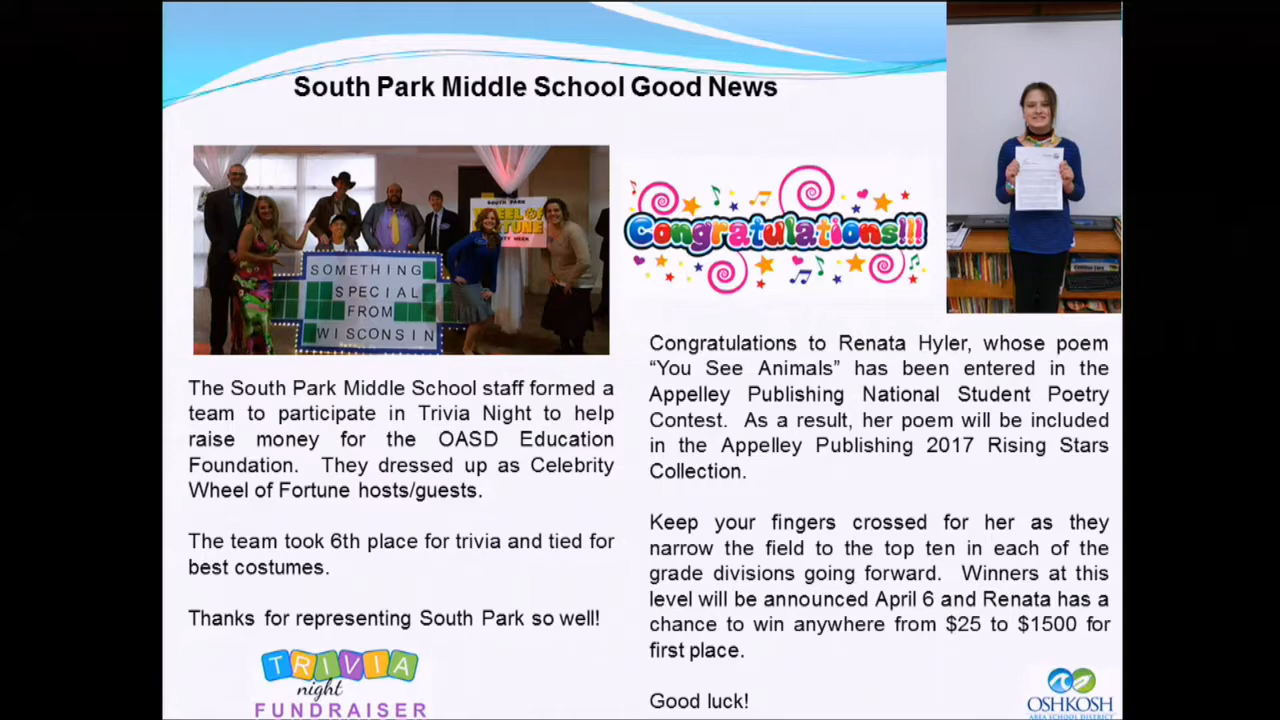 South Park Middle School Good News
SOUTH PARK
WHEEL OF
FORTUNE
SOMETHING
SPECIAL
FROM
WISCONSIN
The South Park Middle School staff formed a
team to participate in Trivia Night to help
raise money for the OASD Education
Foundation. They dressed up as Celebrity
Wheel of Fortune hosts/guests.
The team took 6th place for trivia and tied for
best costumes.
Thanks for representing South Park so well!
TRIVIA
night
FUNDRAISER
Congratulations!!!
Congratulations to Renata Hyler, whose poem
“You See Animals” has been entered in the
Appelley Publishing National Student Poetry
Contest. As a result, her poem will be included
in the Appelley Publishing 2017 Rising Stars
Collection.
Keep your fingers crossed for her as they
narrow the field to the top ten in each of the
grade divisions going forward. Winners at this
level will be announced April 6 and Renata has a
chance to win anywhere from $25 to $1500 for
first place.
Good luck!
OSHKOSH
AREA SCHOOL DISTRICT